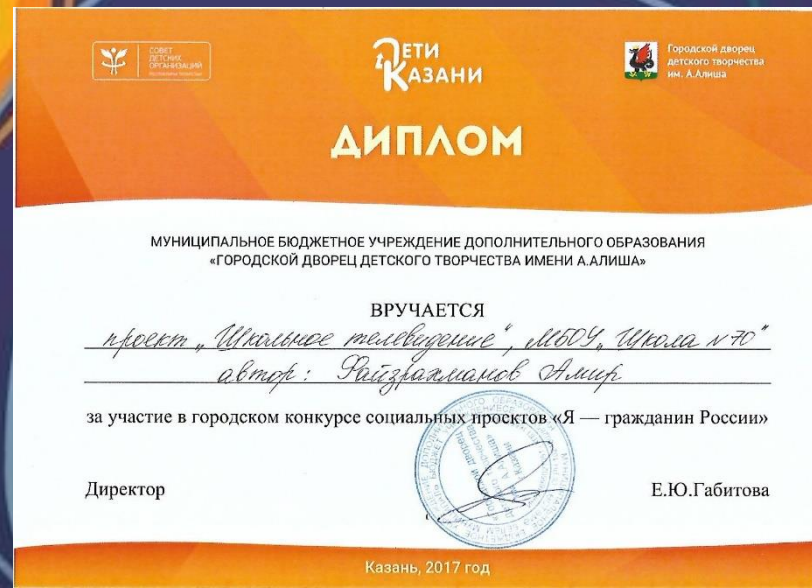 СОВЕТ
ДЕТСКИХ
ОРГАНИЗАЦИЙ
ДЕТИ
КАЗАНИ
Городской дворец
детского творчества
им. А.Алиша
ДИПЛОМ
МУНИЦИПАЛЬНОЕ БЮДЖЕТНОЕ УЧРЕЖДЕНИЕ ДОПОЛНИТЕЛЬНОГО ОБРАЗОВАНИЯ
«ГОРОДСКОЙ ДВОРЕЦ ДЕТСКОГО ТВОРЧЕСТВА ИМЕНИ А.АЛИША»
ВРУЧАЕТСЯ
проект „Школьное телевидение", МБОУ „Школа №70"
автор: Файзрахманов Амир
за участие в городском конкурсе социальных проектов «Я — гражданин России»
Директор
Е.Ю.Габитова
Казань, 2017 год